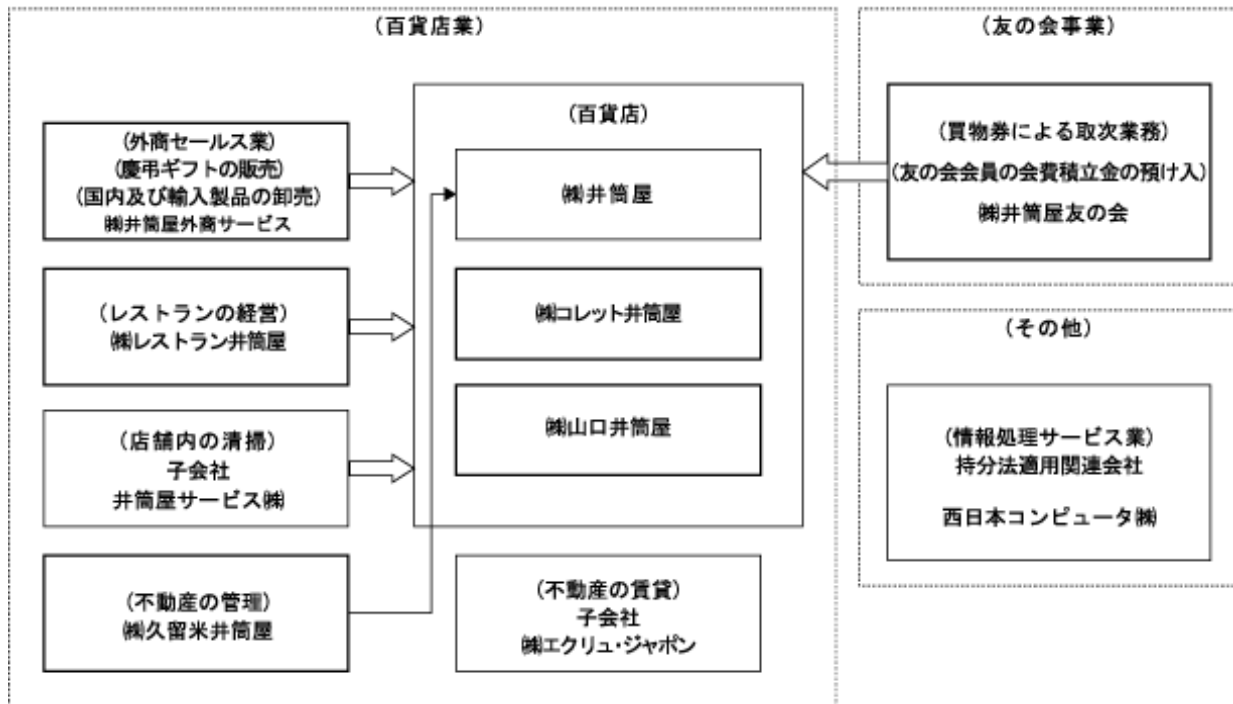 (百貨店業)
(外商セールス業)
(慶弔ギフトの販売)
(国内及び輸入製品の卸売)
㈱井筒屋外商サービス
(レストランの経営)
㈱レストラン井筒屋
(店舗内の清掃)
子会社
井筒屋サービス㈱
(不動産の管理)
㈱久留米井筒屋
(百貨店)
㈱井筒屋
㈱コレット井筒屋
㈱山口井筒屋
(不動産の賃貸)
子会社
㈱エクリュ・ジャポン
(友の会事業)
(買物券による取次業務)
(友の会会員の会費積立金の預け入)
㈱井筒屋友の会
(その他)
(情報処理サービス業)
持分法適用関連会社
西日本コンピュータ㈱